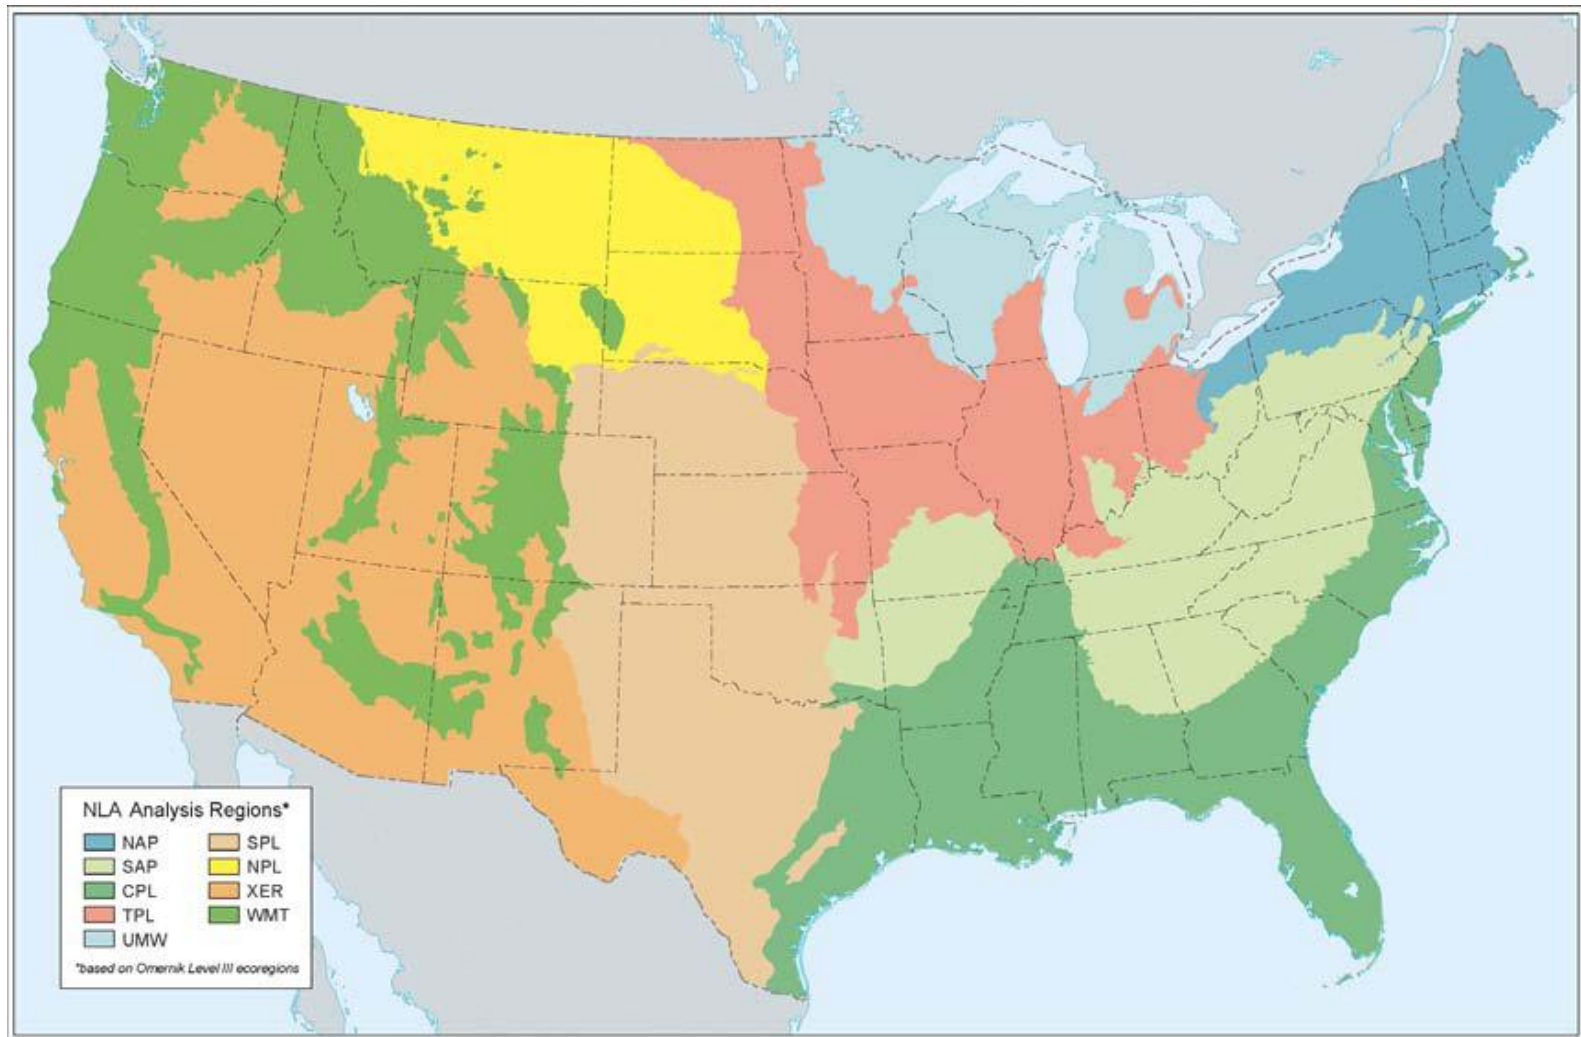 NLA Analysis Regions*
NAP
SAP
CPL
TPL
UMW
SPL
NPL
XER
WMT
*based on Omernik Level III ecoregions